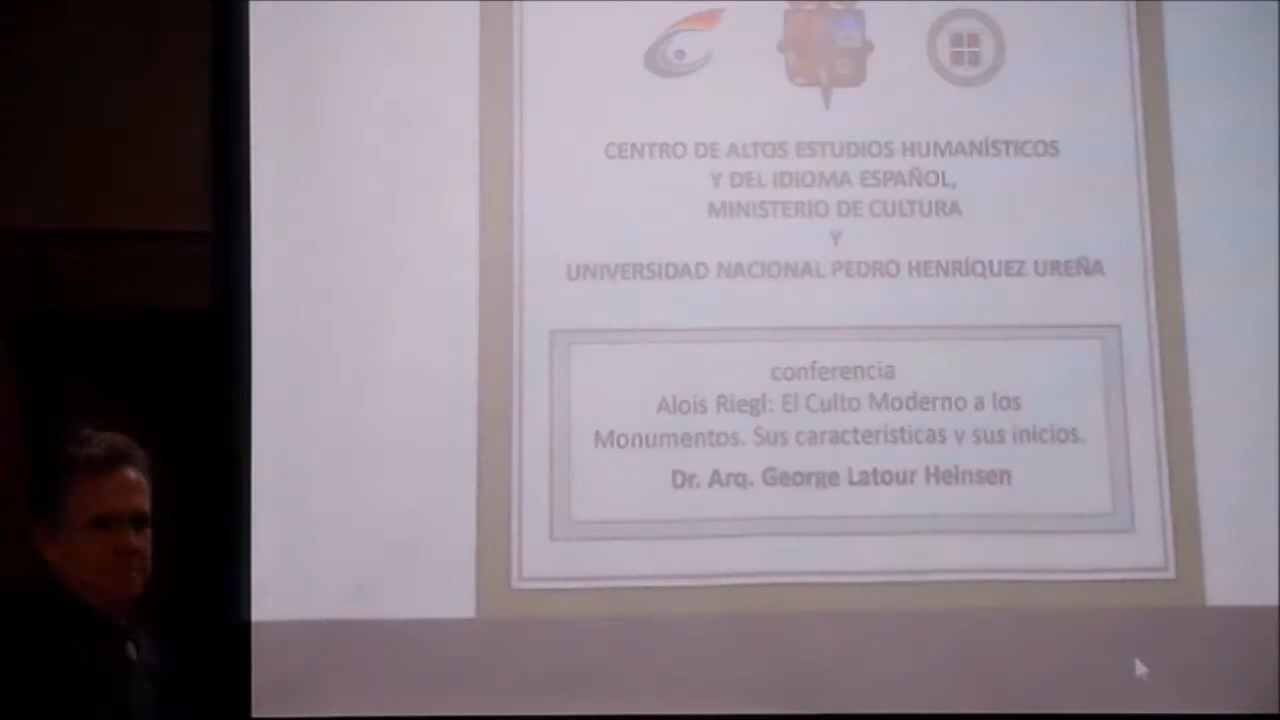 CENTRO DE ALTOS ESTUDIOS HUMANÍSTICOS
Y DEL IDIOMA ESPAÑOL,
MINISTERIO DE CULTURA
Y
UNIVERSIDAD NACIONAL PEDRO HENRÍQUEZ UREÑA
conferencia
Alois Riegl: El Culto Moderno a los
Monumentos. Sus características y sus inicios.
Dr. Arq. George Latour Heinsen